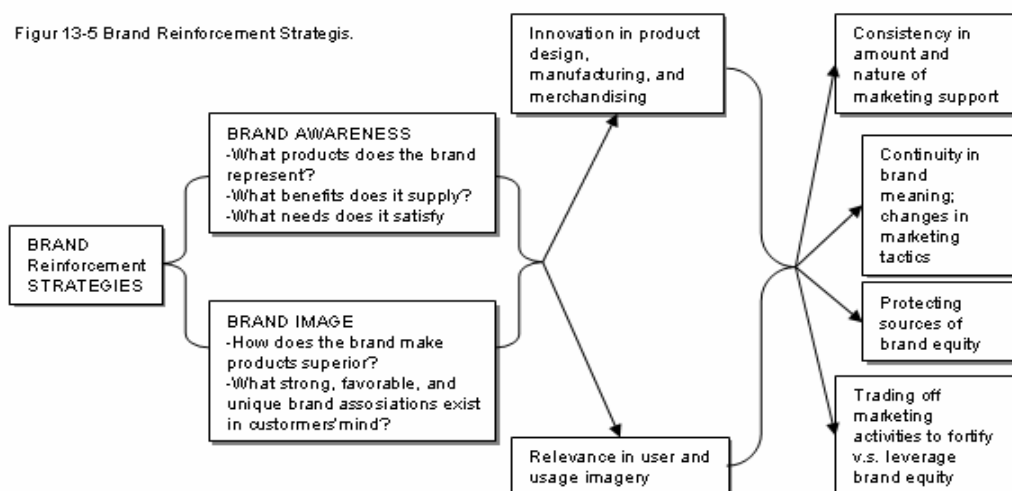 Figur 13-5 Brand Reinforcement Strategis.
BRAND
Reinforcement
STRATEGIES
BRAND AWARENESS
-What products does the brand
represent?
-What benefits does it supply?
-What needs does it satisfy
BRAND IMAGE
-How does the brand make
products superior?
-What strong, favorable, and
unique brand assosiations exist
in custormers'mind?
Innovation in product
design,
manufacturing, and
merchandising
Relevance in user and
usage imagery
Consistency in
amount and
nature of
marketing support
Continuity in
brand
meaning;
changes in
marketing
tactics
Protecting
sources of
brand equity
Trading off
marketing
activities to fortify
v.s. leverage
brand equity